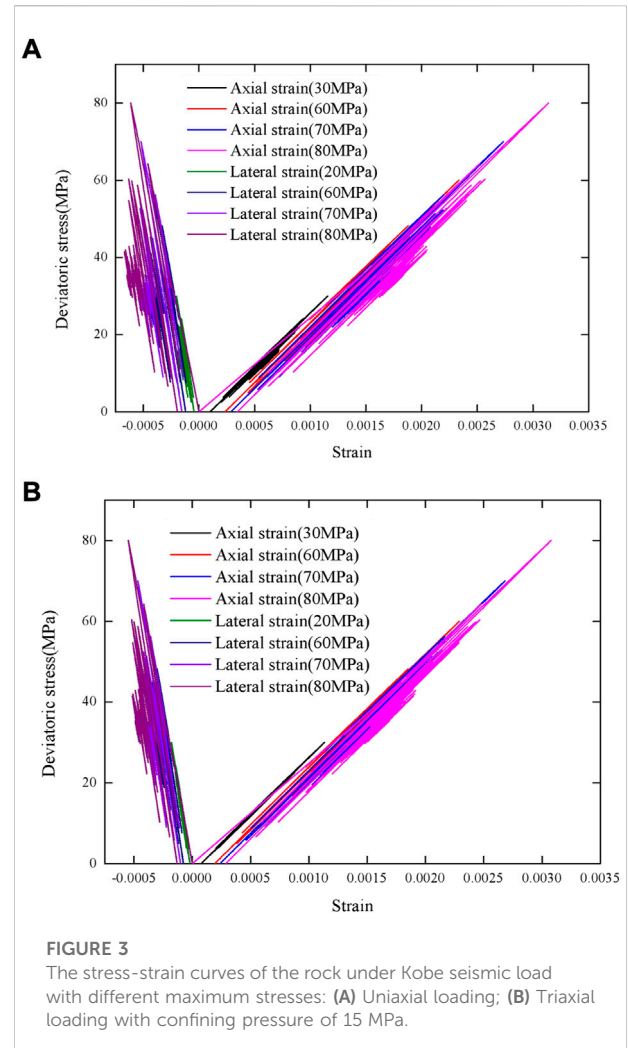 A
Axial strain(30MPa)
Axial strain(60MPa)
Axial strain(70MPa)
Axial strain(80MPa)
Lateral strain(20MPa)
Lateral strain(60MPa)
Lateral strain(70MPa)
Lateral strain(80MPa)
80
60
40
20
0
Deviatoric stress(MPa)
-0.0005 0.0000 0.0005 0.0010 0.0015 0.0020 0.0025 0.0030 0.0035
Strain
B
Axial strain(30MPa)
Axial strain(60MPa)
Axial strain(70MPa)
Axial strain(80MPa)
Lateral strain(20MPa)
Lateral strain(60MPa)
Lateral strain(70MPa)
Lateral strain(80MPa)
80
60
40
20
0
Deviatoric stress(MPa)
-0.0005 0.0000 0.0005 0.0010 0.0015 0.0020 0.0025 0.0030 0.0035
Strain
FIGURE 3
The stress-strain curves of the rock under Kobe seismic load
with different maximum stresses: (A) Uniaxial loading; (B) Triaxial
loading with confining pressure of 15 MPa.